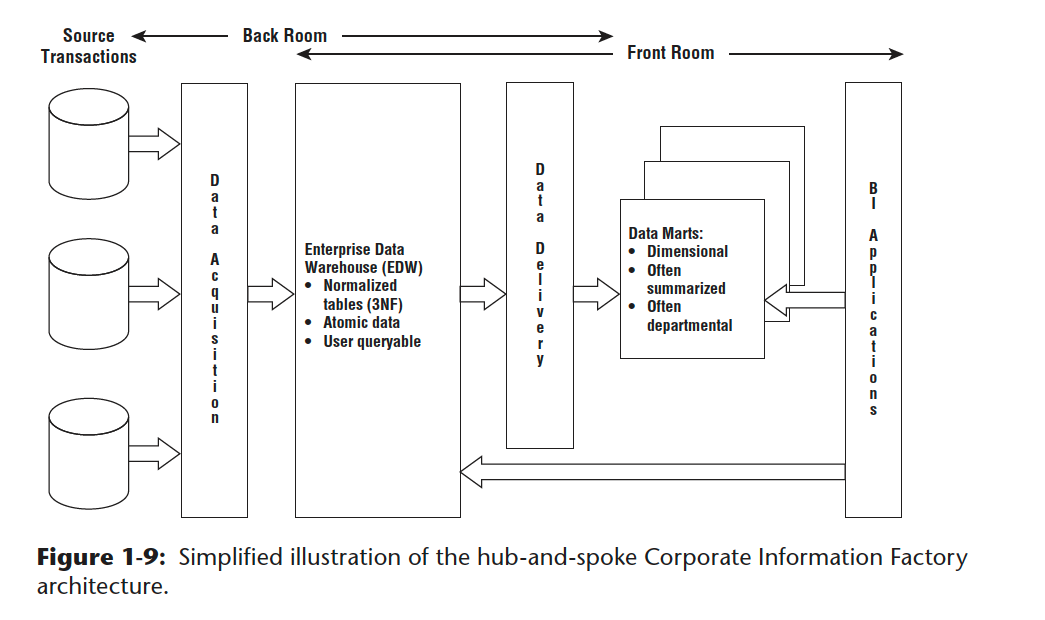 Source
Transactions
Back Room
Front Room
Data Acquisition
Enterprise Data
Warehouse (EDW)
• Normalized
tables (3NF)
• Atomic data
• User queryable
Data Delivery
Data Marts:
• Dimensional
• Often
summarized
• Often
departmental
BI Applications
Figure 1-9: Simplified illustration of the hub-and-spoke Corporate Information Factory
architecture.